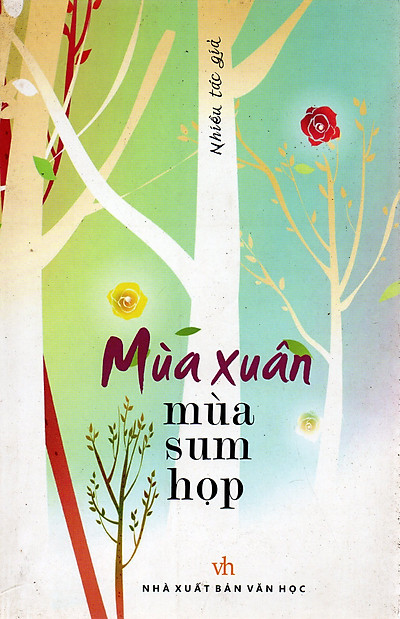 Nhiều tác giả
Mùa xuân
mùa
sum
họp
vh
NHÀ XUẤT BẢN VĂN HỌC